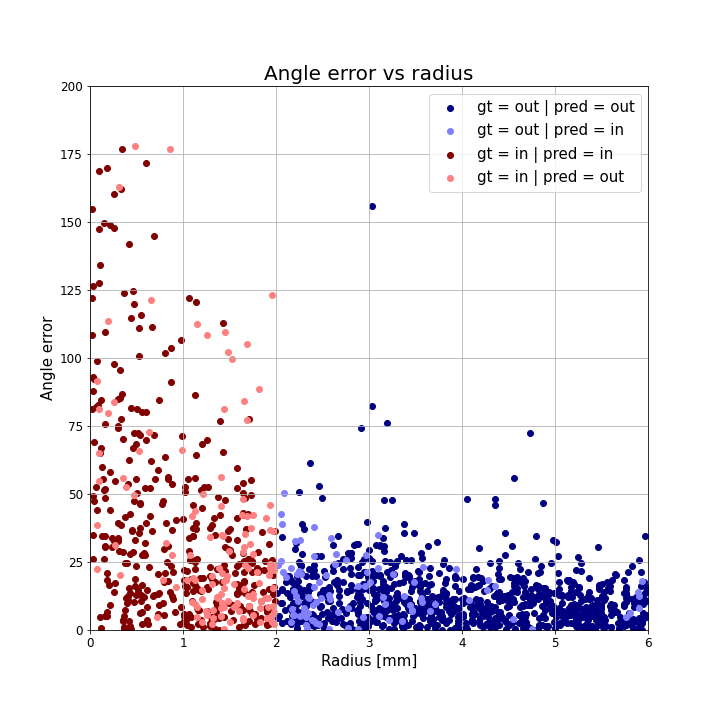 Angle error vs radius
200
175
150
125
100
75
50
25
0
Angle error
gt = out | pred = out
gt = out | pred = in
gt = in | pred = in
gt = in | pred = out
0 1 2 3 4 5 6
Radius [mm]